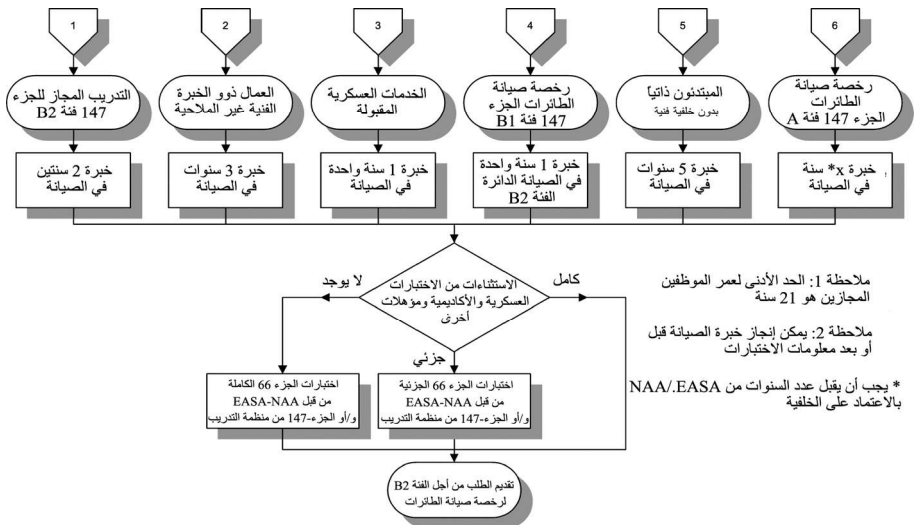 1
2
3
4
5
6
التدريب المجاز للجزء
147 فئة B2
العمال ذوو الخبرة
الفنية غير الملاحية
الخدمات العسكرية
المقبولة
رخصة صيانة
الطائرات الجزء
147 فئة B1
المبتدئون ذاتياً
بدون خلفية فنية
رخصة صيانة
الطائرات
الجزء 147 فئة A
خبرة 2 سنتين
في الصيانة
خبرة 3 سنوات
في الصيانة
خبرة 1 سنة واحدة
في الصيانة
خبرة 1 سنة واحدة
في الصيانة الدائرة
الفئة B2
خبرة 5 سنوات
في الصيانة
خبرة x* سنة
في الصيانة
الاستثناءات من الاختبارات
العسكرية والأكاديمية ومؤهلات
أخرى
لا يوجد
كامل
جزئي
ملاحظة 1: الحد الأدنى لعمر الموظفين
المجازين هو 21 سنة
ملاحظة 2: يمكن إنجاز خبرة الصيانة قبل
أو بعد معلومات الاختبارات
* يجب أن يقبل عدد السنوات من NAA/.EASA
بالاعتماد على الخلفية
اختبارات الجزء 66 الكاملة
من قبل EASA-NAA
و/أو الجزء-147 من منظمة التدريب
اختبارات الجزء 66 الجزئية
من قبل EASA-NAA
و/أو الجزء-147 من منظمة التدريب
تقديم الطلب من أجل الفئة B2
لرخصة صيانة الطائرات